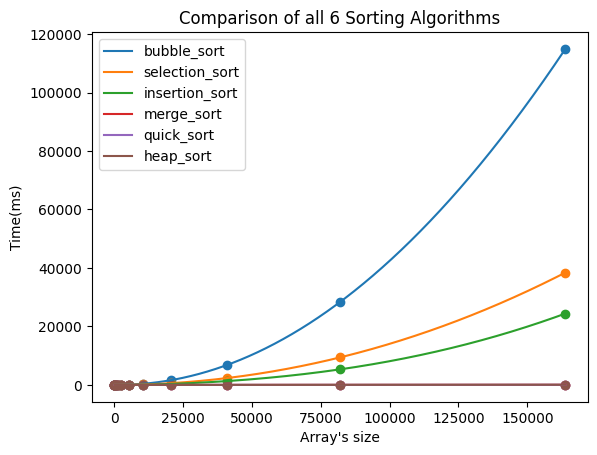 Comparison of all 6 Sorting Algorithms
120000
100000
80000
60000
40000
20000
0
Time(ms)
bubble_sort
selection_sort
insertion_sort
merge_sort
quick_sort
heap_sort
0 25000 50000 75000 100000 125000 150000
Array's size